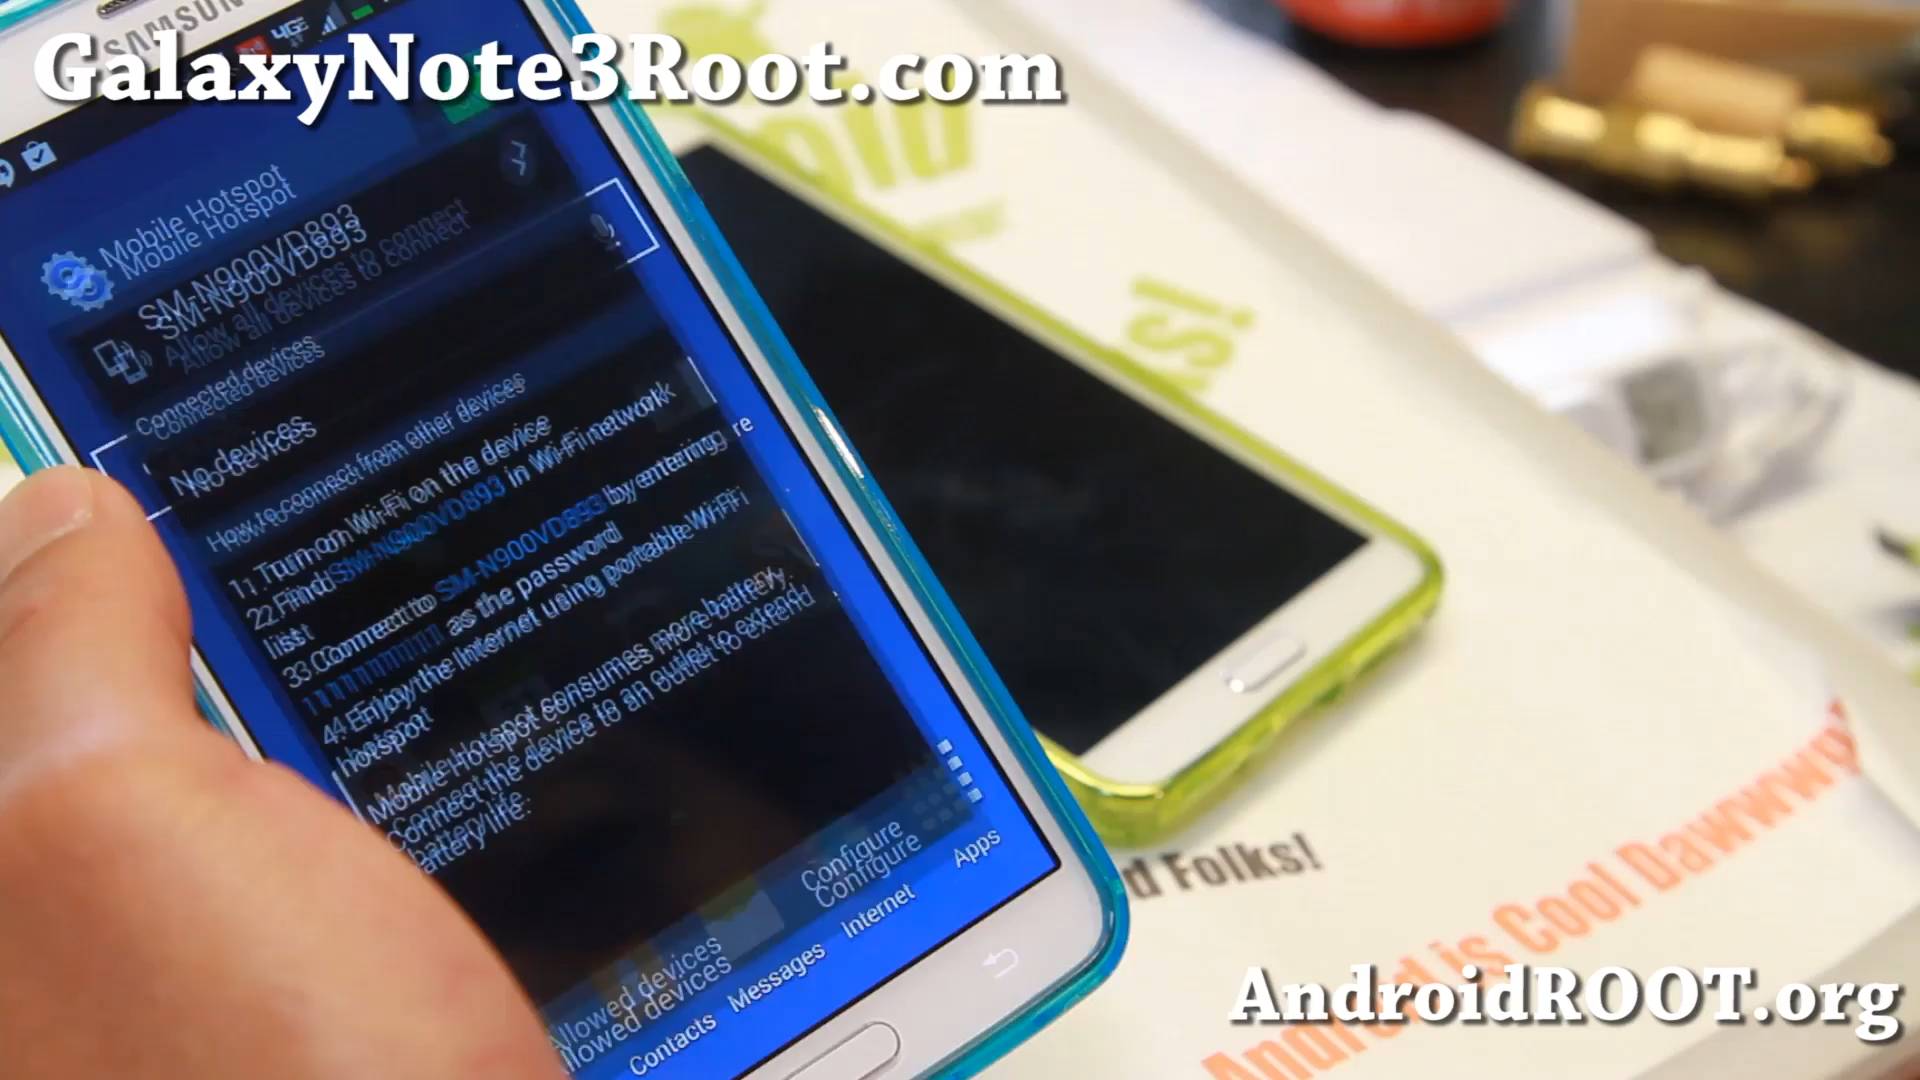 GalaxyNote3Root.com
SAMSUNG
4G
Mobile Hotspot
SM-N900VD893
Allow all devices to connect
Connected devices
No devices
How to connect from other devices
1. Turn on Wi-Fi on the device
2. Find SM-N900VD893 in Wi-Fi network
list
3. Connect to SM-N900VD893 by entering
as the password
4. Enjoy the Internet using portable Wi-Fi
hotspot
Mobile Hotspot consumes more battery.
Connect the device to an outlet to extend
battery life.
Configure
Allowed devices
Apps
Internet
Messages
Contacts
d Folks!
Android is Cool Dawwwg
AndroidROOT.org